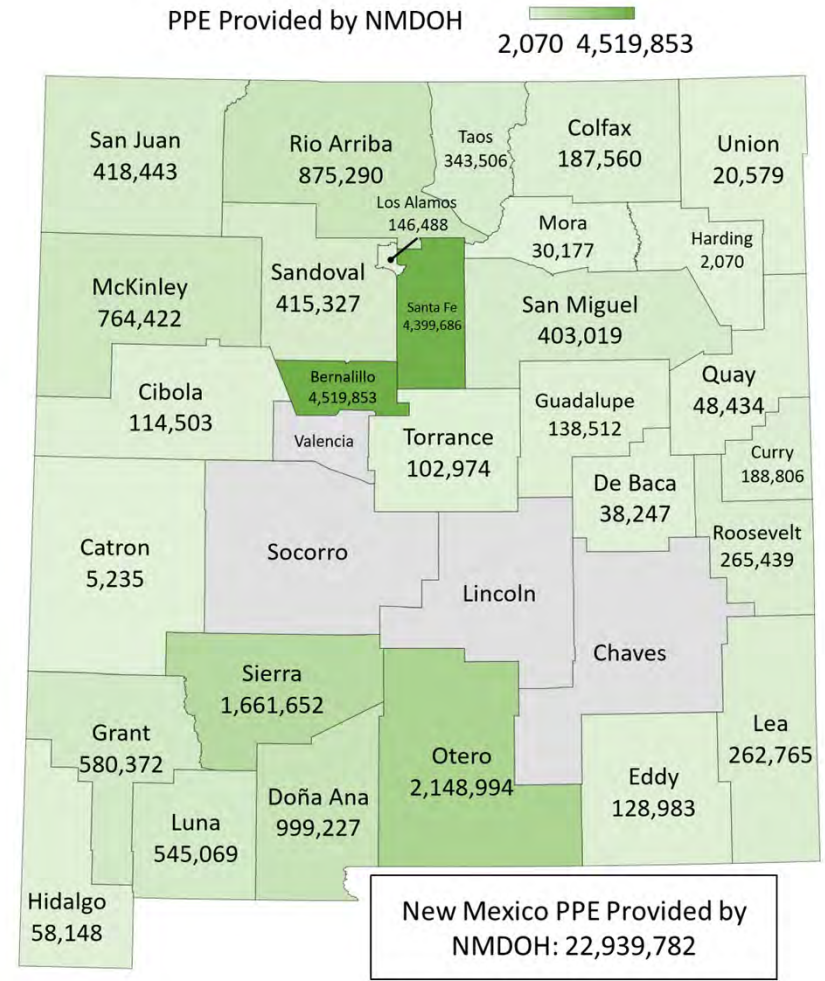 PPE Provided by NMDOH
2,070 4,519,853
San Juan
418,443
Rio Arriba
875,290
Taos
343,506
Colfax
187,560
Union
20,579
Los Alamos
146,488
Mora
30,177
Harding
2,070
McKinley
764,422
Sandoval
415,327
Santa Fe
4,399,686
San Miguel
403,019
Cibola
114,503
Bernalillo
4,519,853
Valencia
Torrance
102,974
Guadalupe
138,512
Quay
48,434
Curry
188,806
De Baca
38,247
Roosevelt
265,439
Catron
5,235
Socorro
Lincoln
Chaves
Sierra
1,661,652
Grant
580,372
Luna
545,069
Doña Ana
999,227
Otero
2,148,994
Eddy
128,983
Lea
262,765
Hidalgo
58,148
New Mexico PPE Provided by
NMDOH: 22,939,782